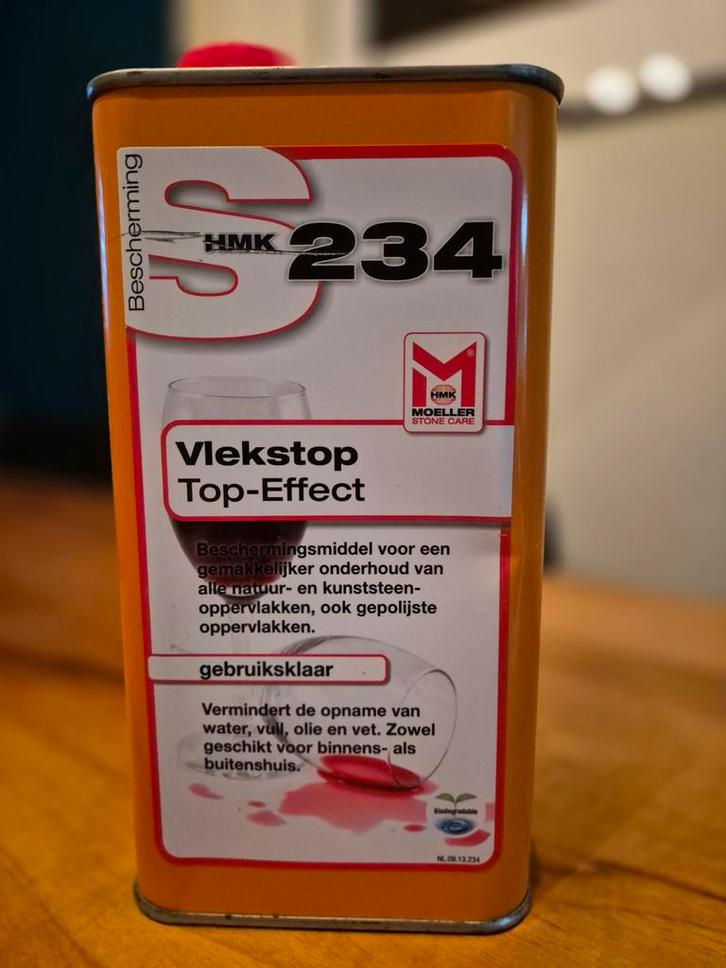 Bescherming
S
HMK 234
M®
HMK
MOELLER
STONE CARE
Vlekstop
Top-Effect
Beschermingsmiddel voor een
gemakkelijker onderhoud van
alle natuur- en kunststeen-
oppervlakken, ook gepolijste
oppervlakken.
gebruiksklaar
Vermindert de opname van
water, vuil, olie en vet. Zowel
geschikt voor binnens- als
buitenshuis.
Biodegradable
NL.09.13.234